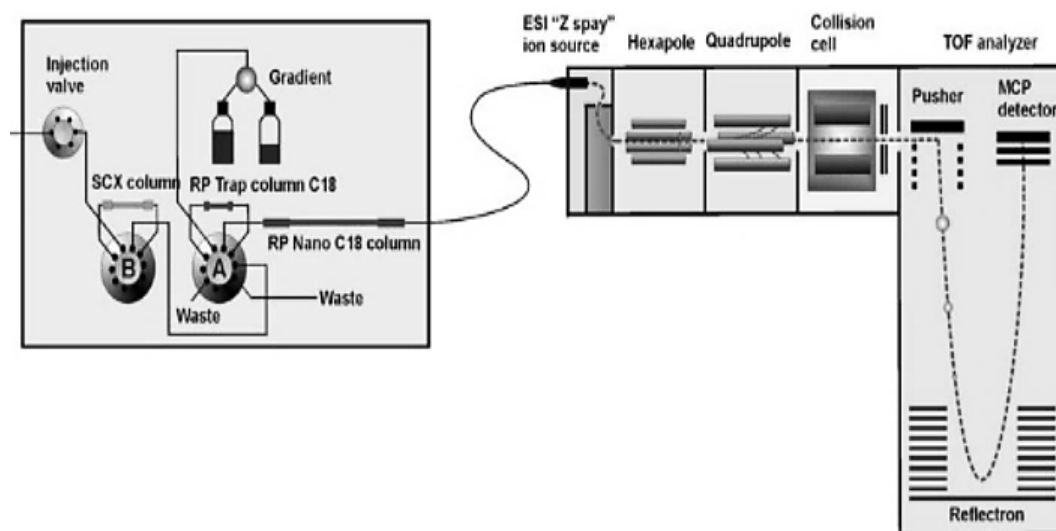 Injection
valve
Gradient
SCX column
RP Trap column C18
B
A
RP Nano C18 column
Waste
Waste
ESI "Z spay"
ion source
Hexapole
Quadrupole
Collision
cell
TOF analyzer
Pusher
MCP
detector
Reflectron